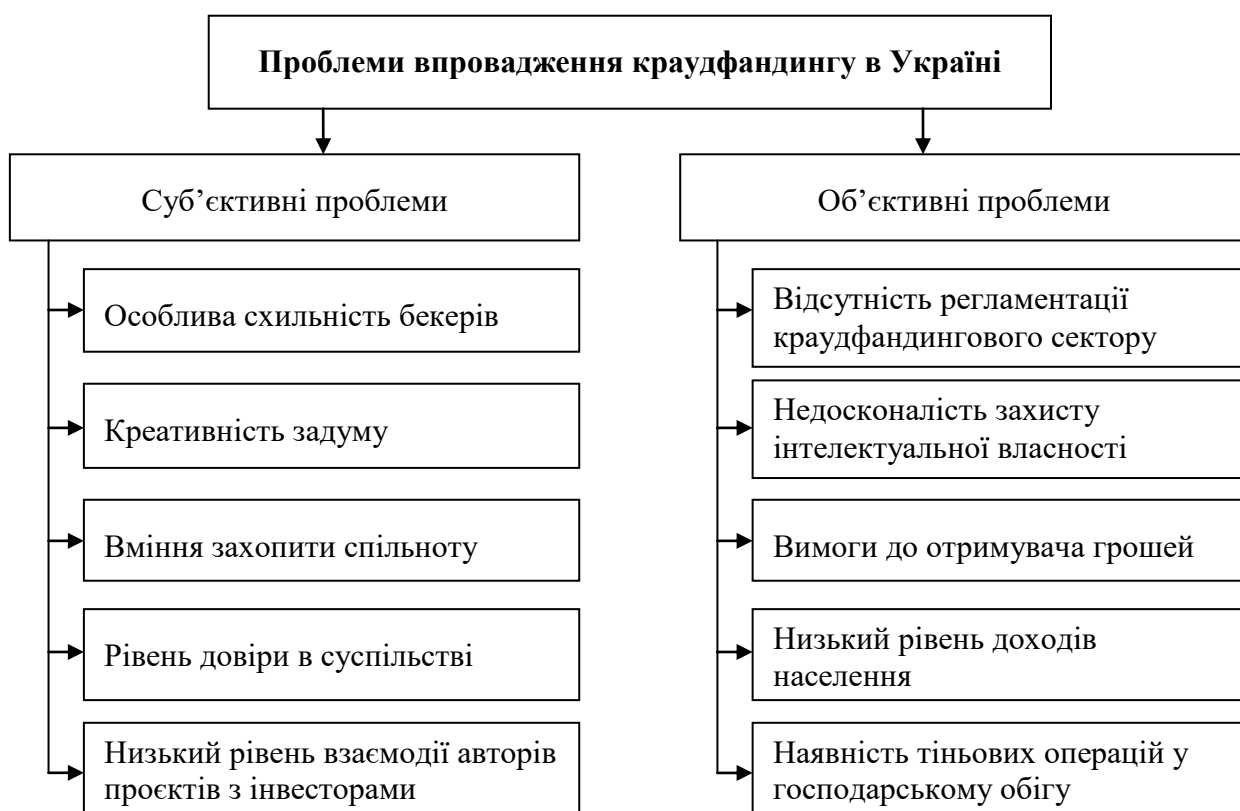 Проблеми впровадження краудфандингу в Україні
Суб’єктивні проблеми
Особлива схильність бекерів
Креативність задуму
Вміння захопити спільноту
Рівень довіри в суспільстві
Низький рівень взаємодії авторів
проєктів з інвесторами
Об’єктивні проблеми
Відсутність регламентації
краудфандингового сектору
Недосконалість захисту
інтелектуальної власності
Вимоги до отримувача грошей
Низький рівень доходів
населення
Наявність тіньових операцій у
господарському обігу